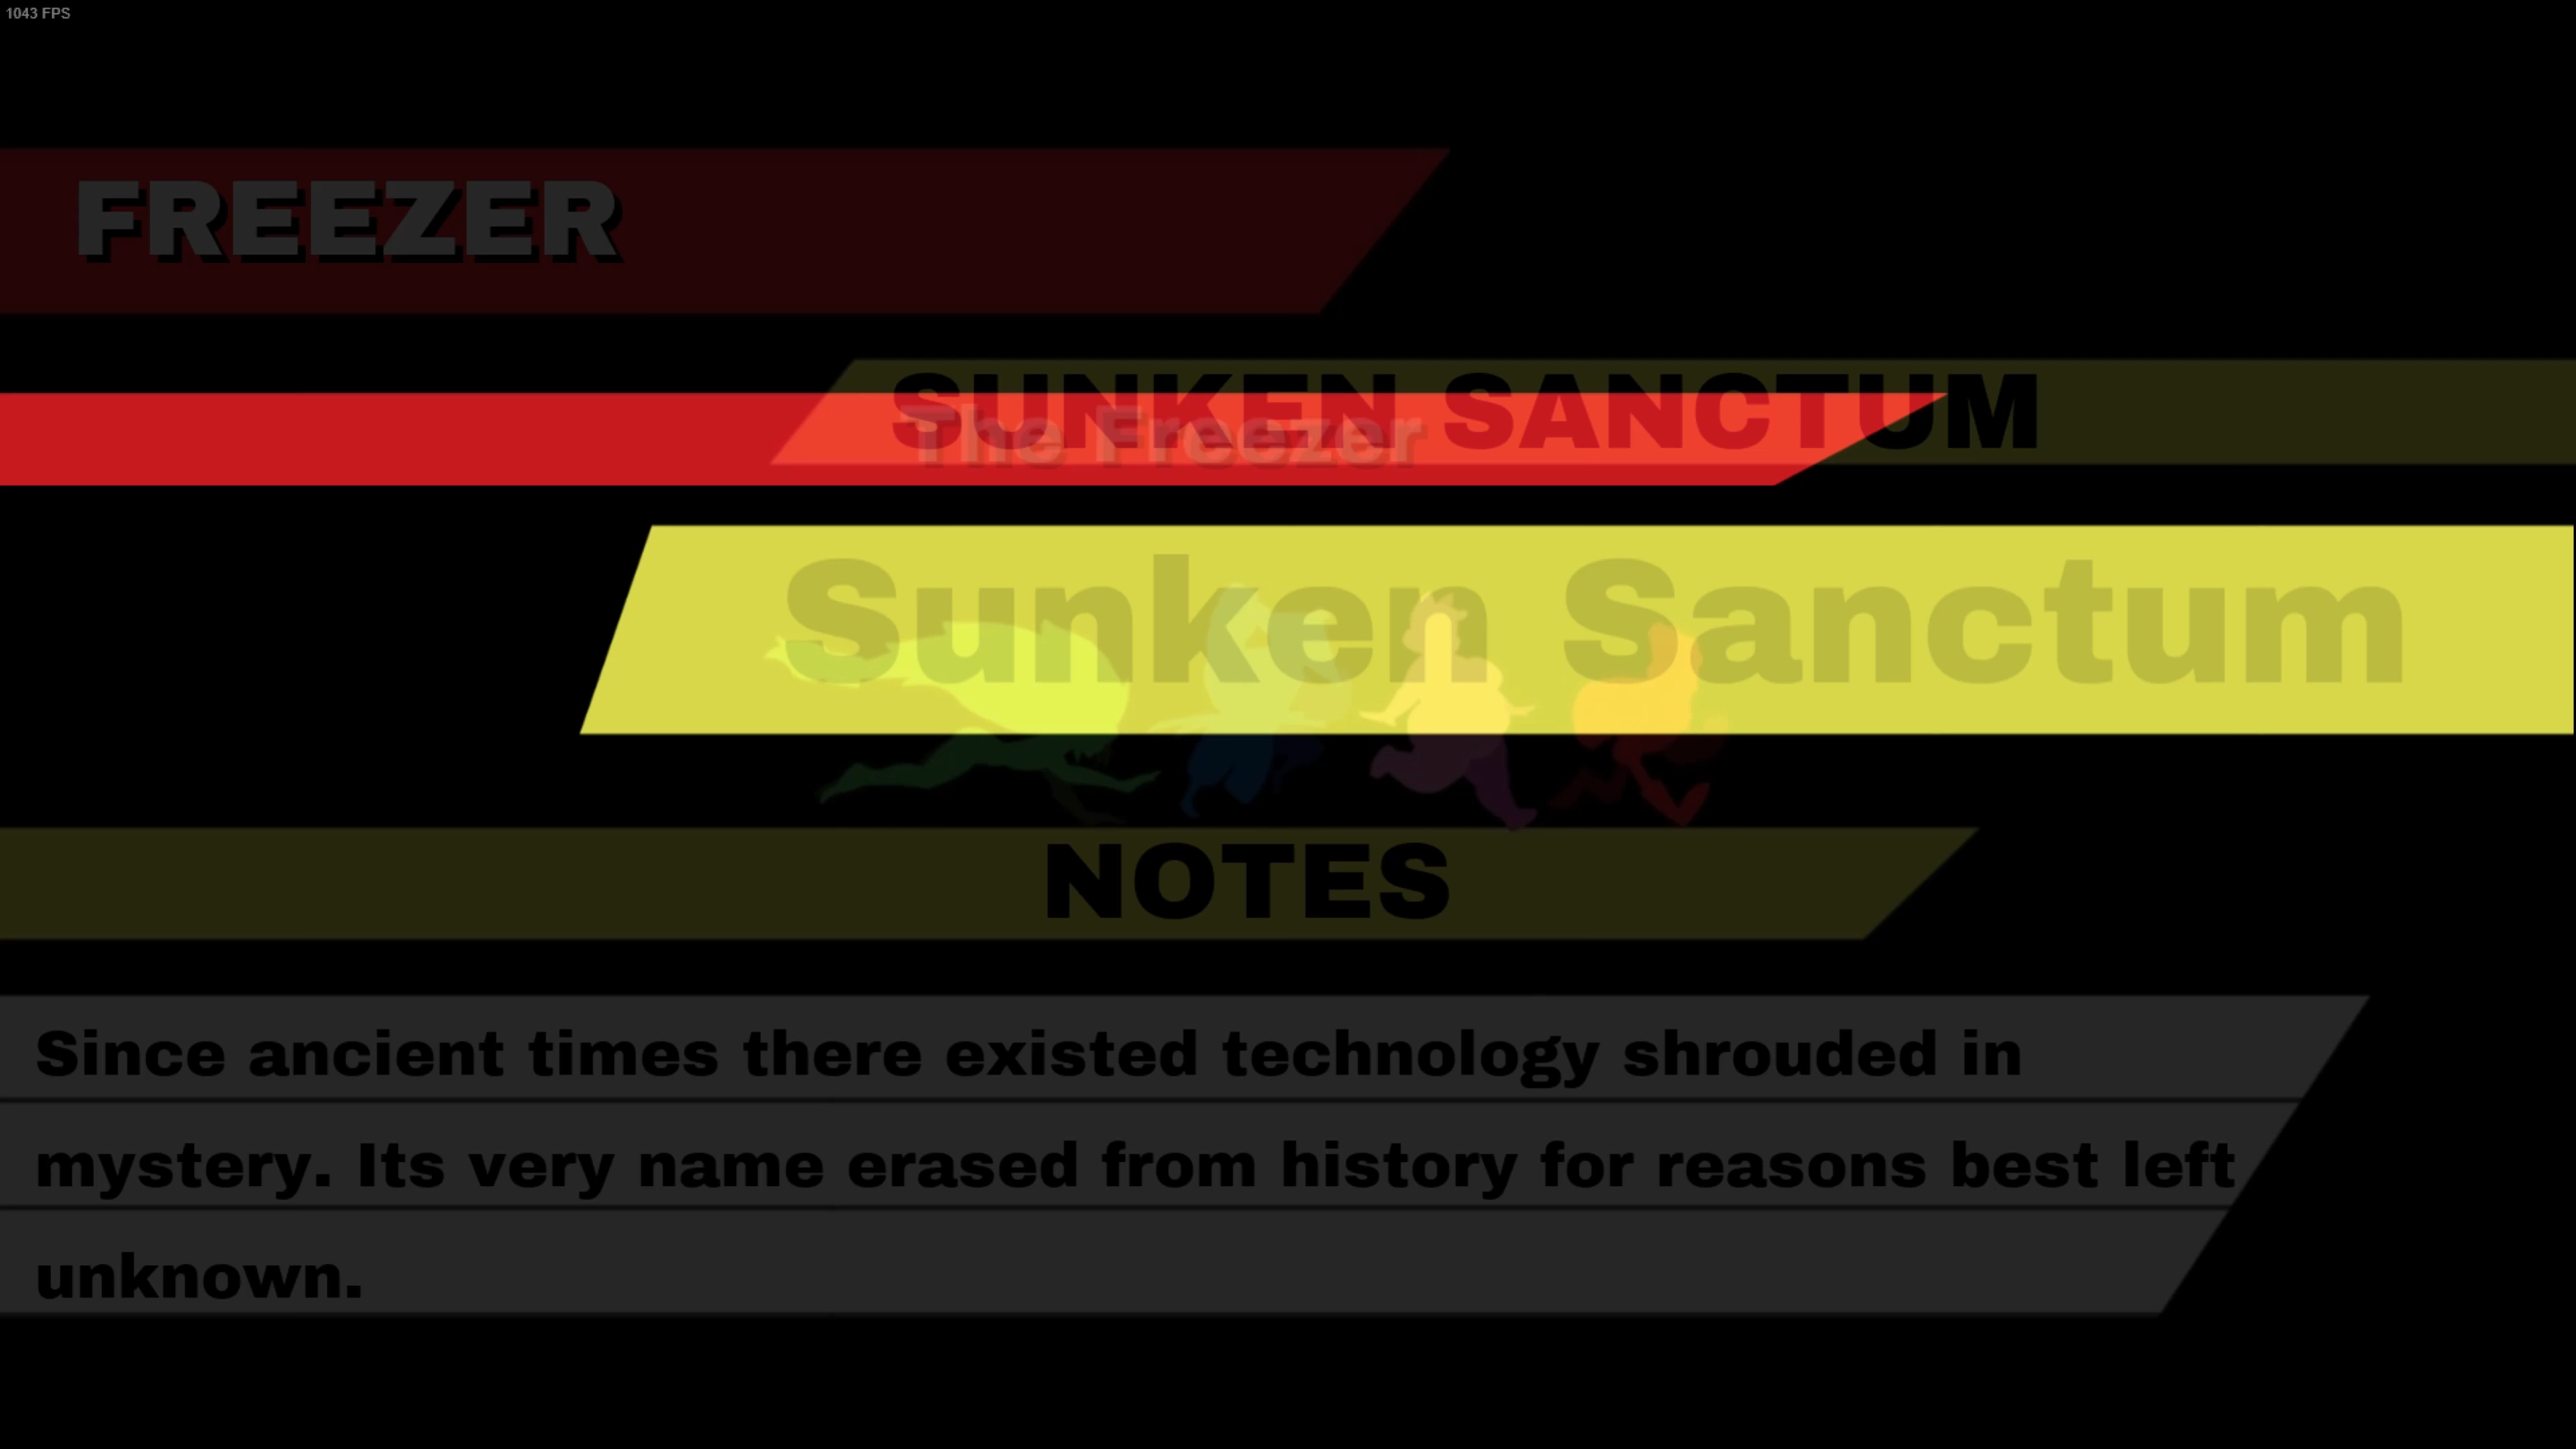 1043 FPS
FREEZER
SUNKEN SANCTUM
The Freezer
Sunken Sanctum
NOTES
Since ancient times there existed technology shrouded in
mystery. Its very name erased from history for reasons best left
unknown.